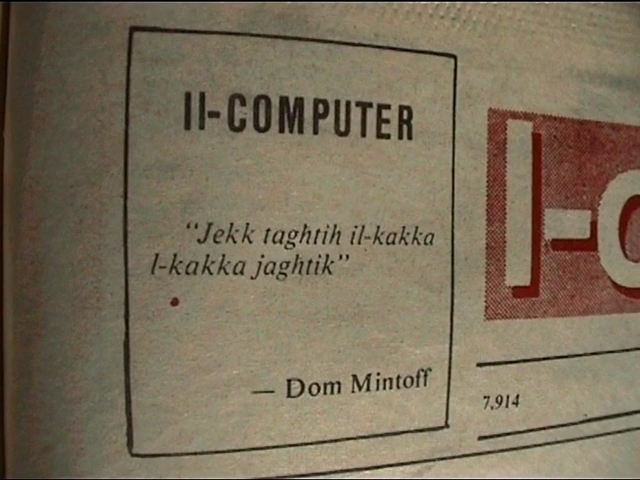 Il-COMPUTER
"Jekk taghtih il-kakka
l-kakka jaghtik"
— Dom Mintoff
7,914